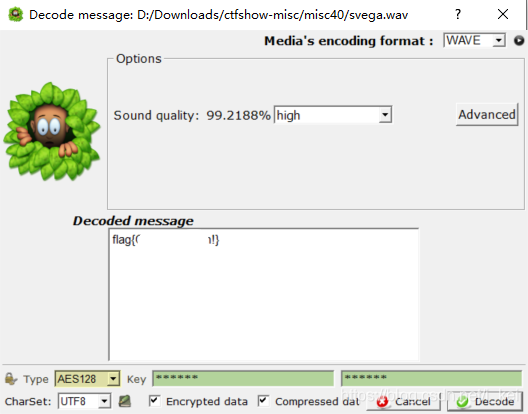 Decode message: D:/Downloads/ctfshow-misc/misc40/svega.wav
Media's encoding format : WAVE
Options
Sound quality: 99.2188% high
Advanced
Decoded message
flag{ !}
Type AES128 Key ****** ******
CharSet: UTF8 Encrypted data Compressed dat Cancel Decode